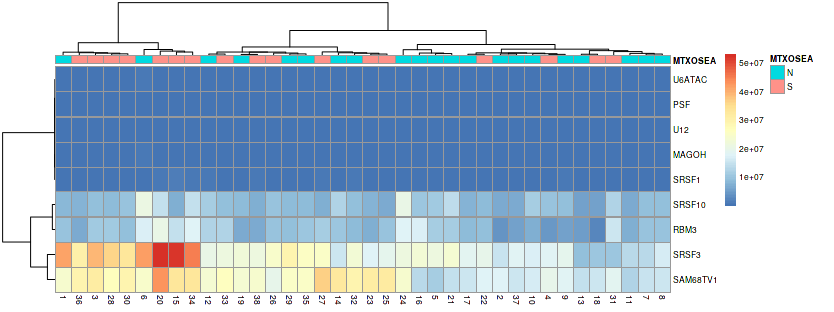 MTXOSEA
U6ATAC
PSF
U12
MAGOH
SRSF1
SRSF10
RBM3
SRSF3
SAM68TV1
1 36 3 28 30 6 20 15 34 12 33 19 38 26 29 35 27 14 32 23 25 24 16 5 21 17 22 2 37 10 4 9 13 18 31 11 7 8
5e+07
4e+07
3e+07
2e+07
1e+07
MTXOSEA
N
S